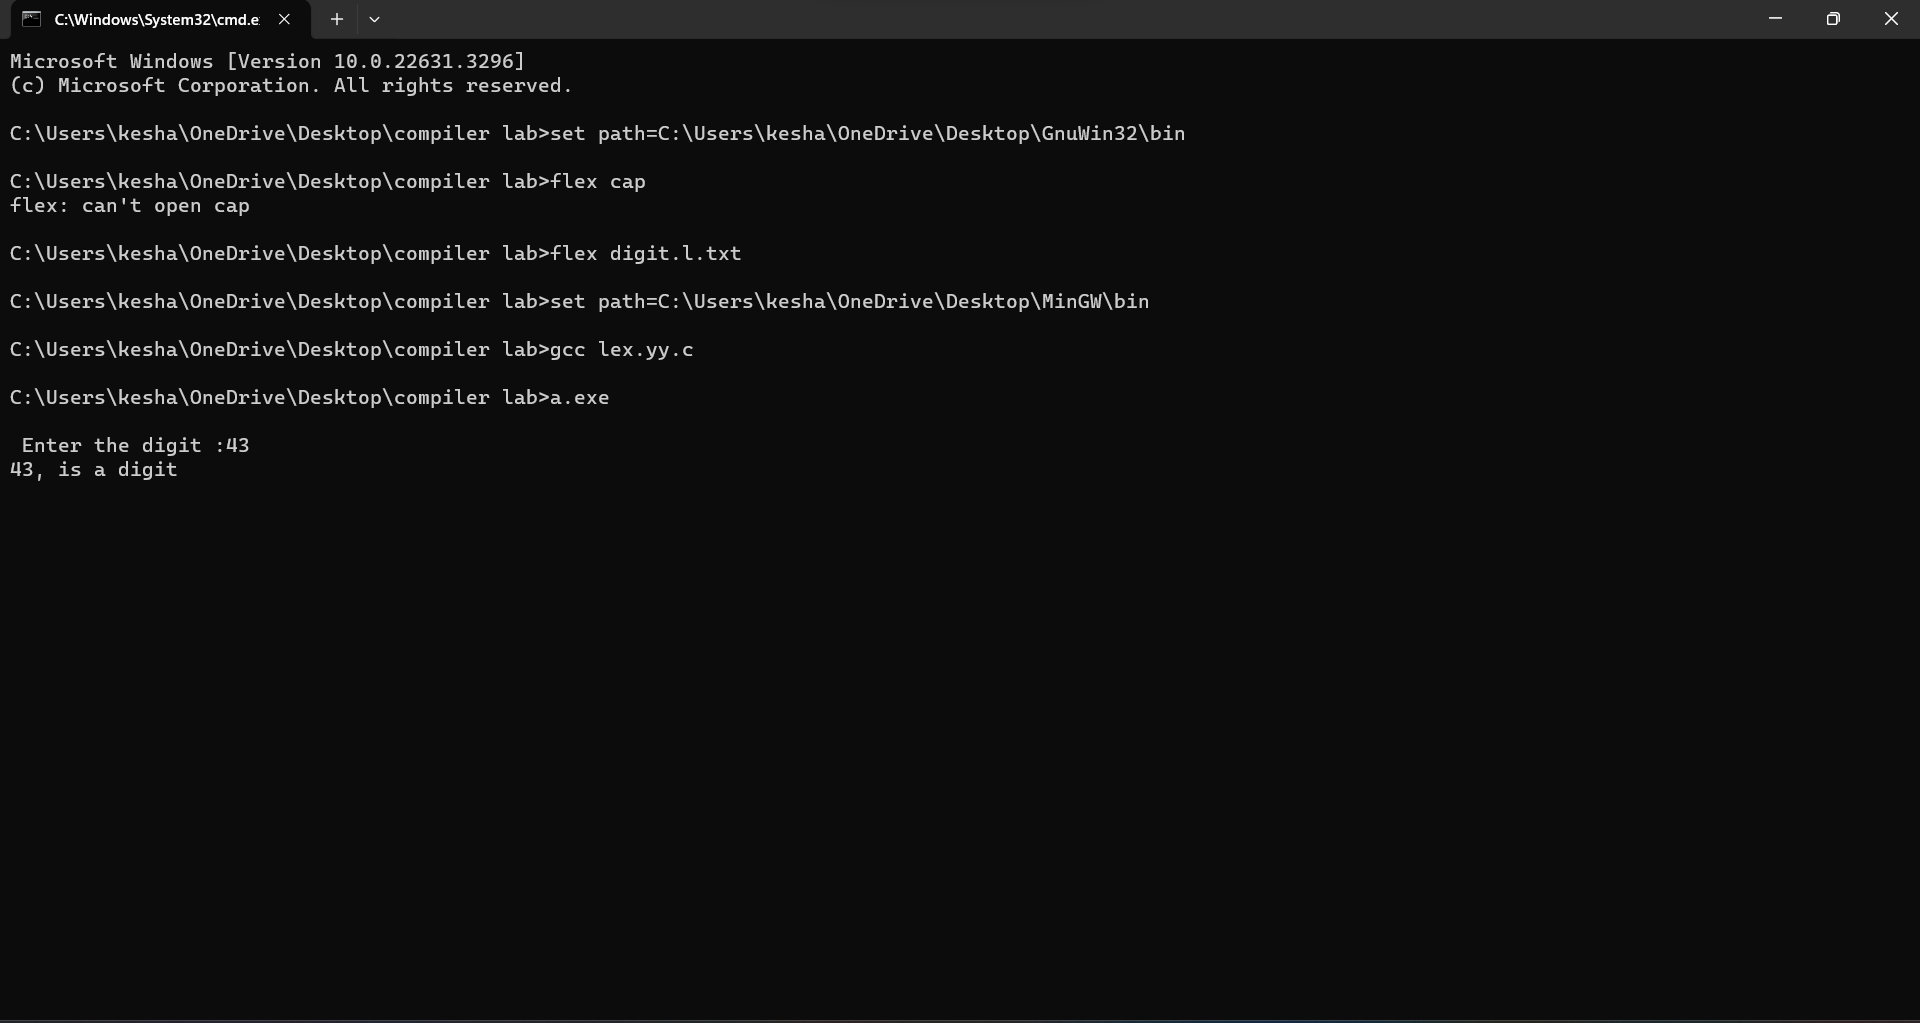 C:\Windows\System32\cmd.e
Microsoft Windows [Version 10.0.22631.3296]
(c) Microsoft Corporation. All rights reserved.
C:\Users\kesha\OneDrive\Desktop\compiler lab>set path=C:\Users\kesha\OneDrive\Desktop\GnuWin32\bin
C:\Users\kesha\OneDrive\Desktop\compiler lab>flex cap
flex: can't open cap
C:\Users\kesha\OneDrive\Desktop\compiler lab>flex digit.l.txt
C:\Users\kesha\OneDrive\Desktop\compiler lab>set path=C:\Users\kesha\OneDrive\Desktop\MinGW\bin
C:\Users\kesha\OneDrive\Desktop\compiler lab>gcc lex.yy.c
C:\Users\kesha\OneDrive\Desktop\compiler lab>a.exe
Enter the digit :43
43, is a digit